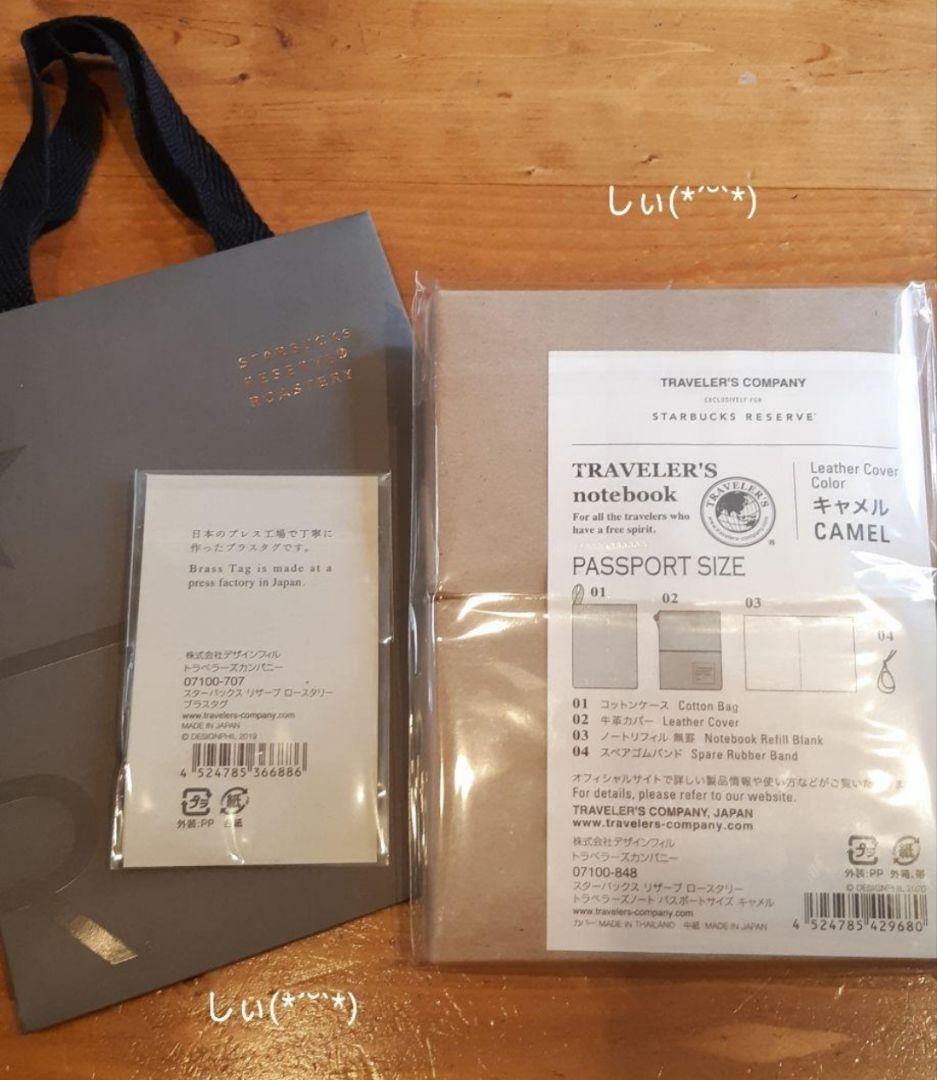 しぃ(*´˘`*)
STARBUCKS
RESERVE®
ROASTERY
日本のプレス工場で丁寧に
作ったブラスタグです。
Brass Tag is made at a
press factory in Japan.
株式会社デザインフィル
トラベラーズカンパニー
07100-707
スターバックス リザーブ ロースタリー
ブラスタグ
www.travelers-company.com
MADE IN JAPAN
© DESIGNPHIL 2019
4 524785 366886
プラ 紙
外装:PP 台紙
TRAVELER'S COMPANY
EXCLUSIVELY FOR
STARBUCKS RESERVE
TRAVELER'S
notebook
For all the travelers who
have a free spirit.
TRAVELER'S
www.travelers-company.com
®
Leather Cover
Color
キャメル
CAMEL
PASSPORT SIZE
01
02
03
04
01 コットンケース Cotton Bag
02 牛革カバー Leather Cover
03 ノートリフィル 無罫 Notebook Refill Blank
04 スペアゴムバンド Spare Rubber Band
オフィシャルサイトで詳しい製品情報や使い方などがご覧いた
For details, please refer to our website.
TRAVELER'S COMPANY, JAPAN
www.travelers-company.com
株式会社デザインフィル
トラベラーズカンパニー
07100-848
スターバックス リザーブ ロースタリー
トラベラーズノート パスポートサイズ キャメル
www.travelers-company.com
カバー MADE IN THAILAND 中紙 MADE IN JAPAN
プラ 紙
外装:PP 外箱、帯
© DESIGNPHIL 2020
4 524785 429680
しぃ(*´˘`*)